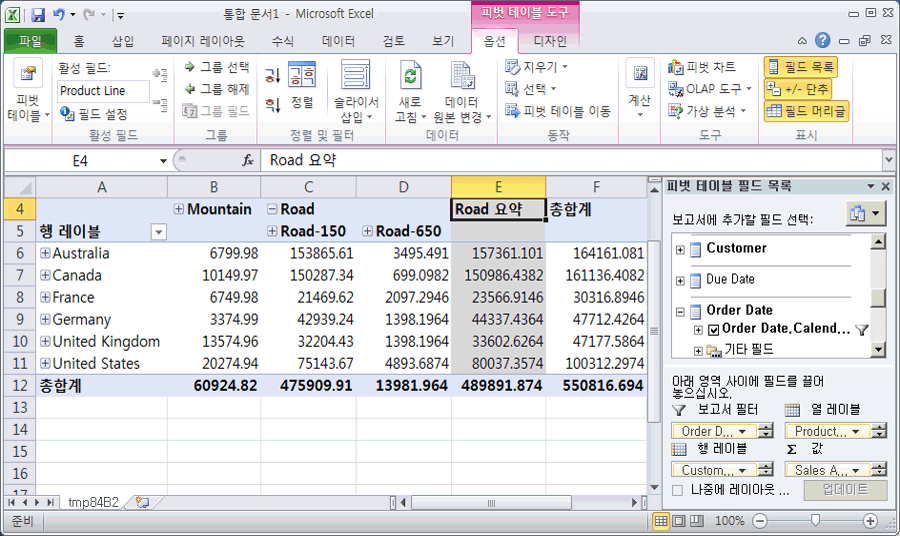 통합 문서1 - Microsoft Excel
피벗 테이블 도구
파일 홈 삽입 페이지 레이아웃 수식 데이터 검토 보기 옵션 디자인
피벗 테이블
활성 필드:
Product Line
필드 설정
활성 필드
그룹 선택
그룹 해제
그룹 필드
그룹
정렬
슬라이서 삽입
정렬 및 필터
새로 고침
데이터 원본 변경
데이터
지우기
선택
피벗 테이블 이동
동작
계산
피벗 차트
OLAP 도구
가상 분석
도구
필드 목록
+/- 단추
필드 머리글
표시
E4 fx Road 요약
A B C D E F
4 Mountain Road Road 요약 총합계
5 행 레이블 Road-150 Road-650
6 Australia 6799.98 153865.61 3495.491 157361.101 164161.081
7 Canada 10149.97 150287.34 699.0982 150986.4382 161136.4082
8 France 6749.98 21469.62 2097.2946 23566.9146 30316.8946
9 Germany 3374.99 42939.24 1398.1964 44337.4364 47712.4264
10 United Kingdom 13574.96 32204.43 1398.1964 33602.6264 47177.5864
11 United States 20274.94 75143.67 4893.6874 80037.3574 100312.2974
12 총합계 60924.82 475909.91 13981.964 489891.874 550816.694
13
14
15
16
17
tmp84B2
준비
100%
피벗 테이블 필드 목록
보고서에 추가할 필드 선택:
Customer
Due Date
Order Date
Order Date.Calend...
기타 필드
아래 영역 사이에 필드를 끌어
놓으십시오.
보고서 필터 열 레이블
Order D... Product...
행 레이블 Σ 값
Custom... Sales A...
나중에 레이아웃 ... 업데이트